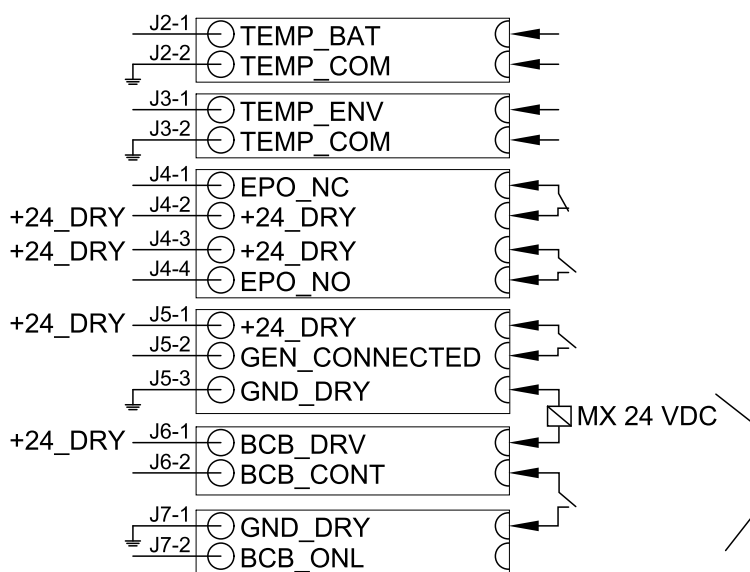 J2-1 TEMP_BAT
J2-2 TEMP_COM
J3-1 TEMP_ENV
J3-2 TEMP_COM
J4-1 EPO_NC
+24_DRY J4-2 +24_DRY
+24_DRY J4-3 +24_DRY
J4-4 EPO_NO
+24_DRY J5-1 +24_DRY
J5-2 GEN_CONNECTED
J5-3 GND_DRY
MX 24 VDC
+24_DRY J6-1 BCB_DRV
J6-2 BCB_CONT
J7-1 GND_DRY
J7-2 BCB_ONL